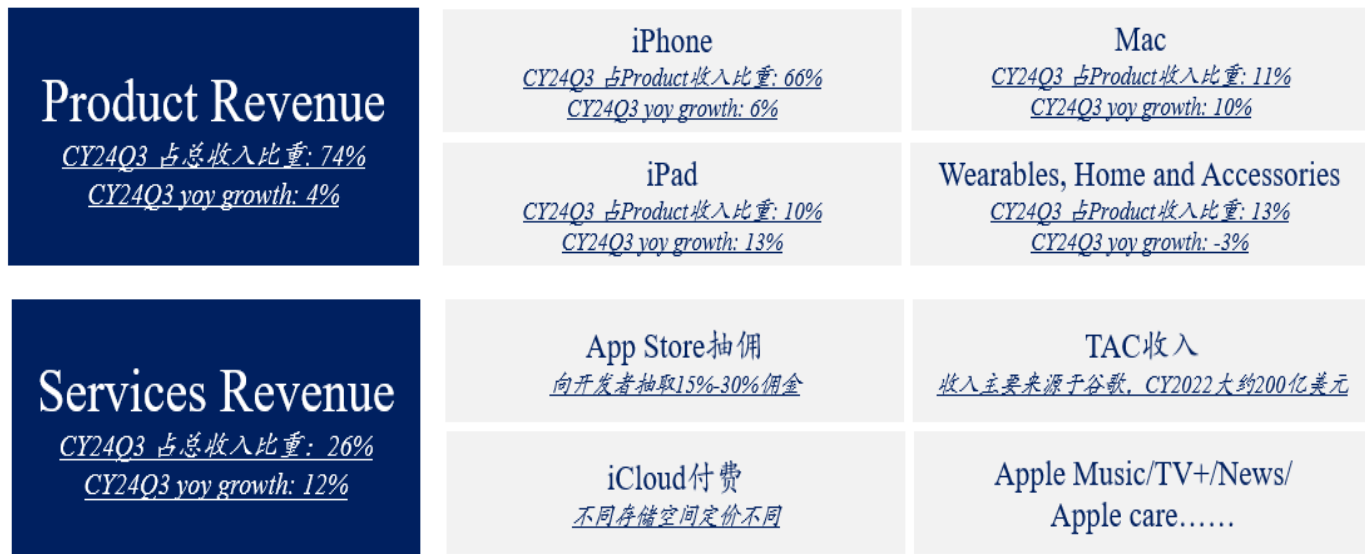 Product Revenue
CY24Q3 占总收入比重: 74%
CY24Q3 yoy growth: 4%
iPhone
CY24Q3 占Product收入比重: 66%
CY24Q3 yoy growth: 6%
Mac
CY24Q3 占Product收入比重: 11%
CY24Q3 yoy growth: 10%
iPad
CY24Q3 占Product收入比重: 10%
CY24Q3 yoy growth: 13%
Wearables, Home and Accessories
CY24Q3 占Product收入比重: 13%
CY24Q3 yoy growth: -3%
Services Revenue
CY24Q3 占总收入比重：26%
CY24Q3 yoy growth: 12%
App Store抽佣
向开发者抽取15%-30%佣金
TAC收入
收入主要来源于谷歌，CY2022大约200亿美元
iCloud付费
不同存储空间定价不同
Apple Music/TV+/News/
Apple care……